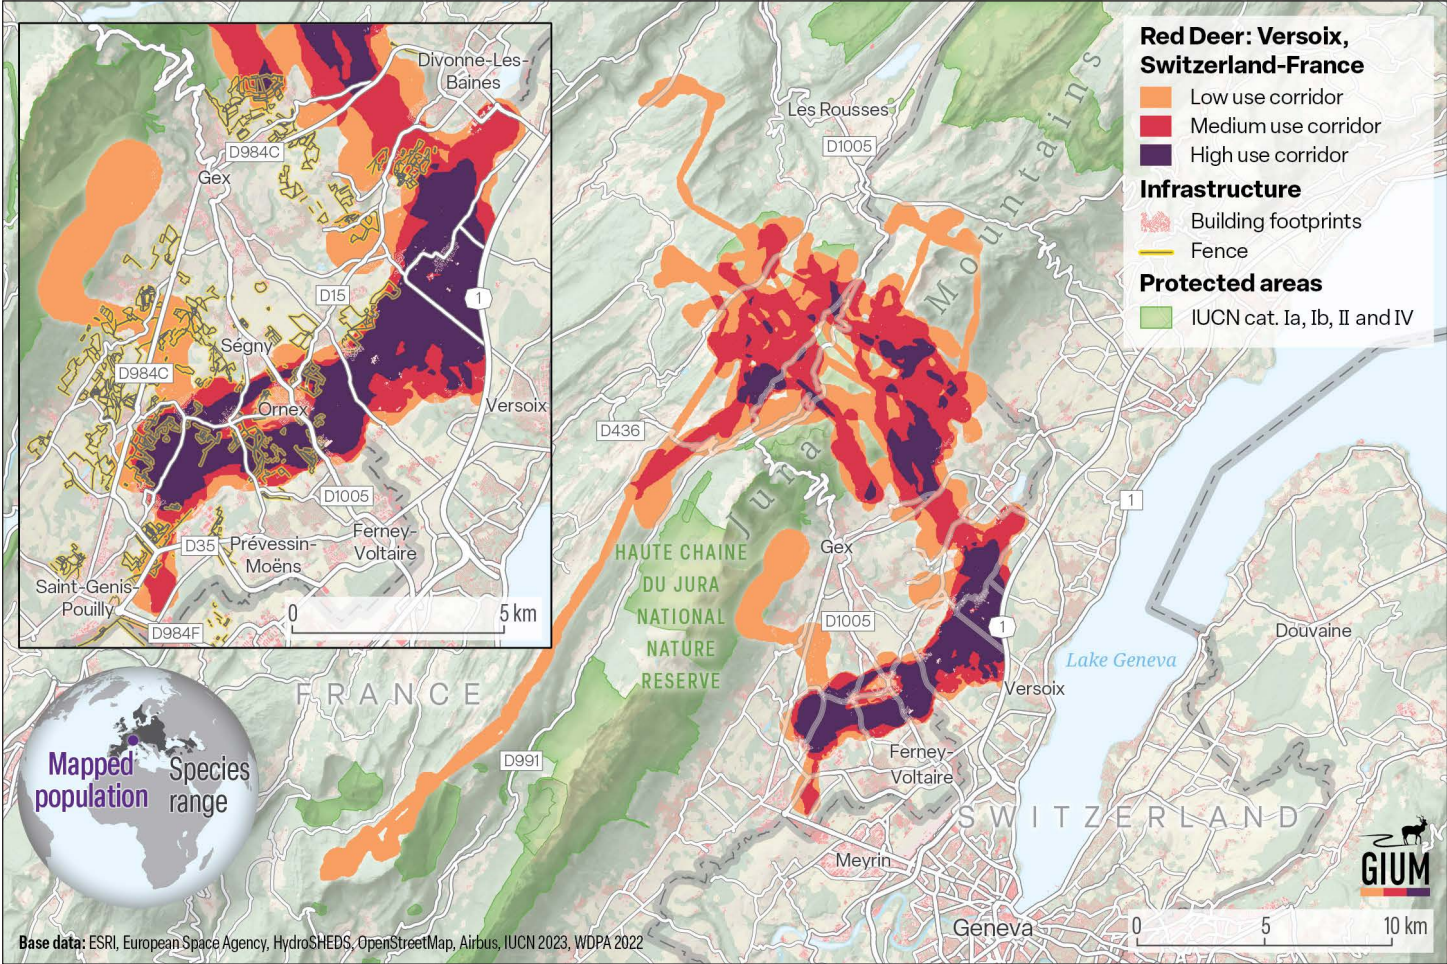 Red Deer: Versoix,
Switzerland-France
Low use corridor
Medium use corridor
High use corridor
Infrastructure
Building footprints
Fence
Protected areas
IUCN cat. Ia, Ib, II and IV
Divonne-Les-
Baines
D984C
Gex
D15
1
Ségny
D984C
Ornex
Versoix
D1005
Ferney-
Voltaire
D35
Prévessin-
Moëns
Saint-Genis-
Pouilly
D984F
0
5 km
Les Rousses
D1005
Jura Mountains
D436
1
HAUTE CHAINE
DU JURA
NATIONAL
NATURE
RESERVE
Gex
D1005
1
Douvaine
Lake Geneva
Versoix
FRANCE
Ferney-
Voltaire
D991
SWITZERLAND
Meyrin
Geneva
Mapped
population
Species
range
GIUM
0 5 10 km
Base data: ESRI, European Space Agency, HydroSHEDS, OpenStreetMap, Airbus, IUCN 2023, WDPA 2022